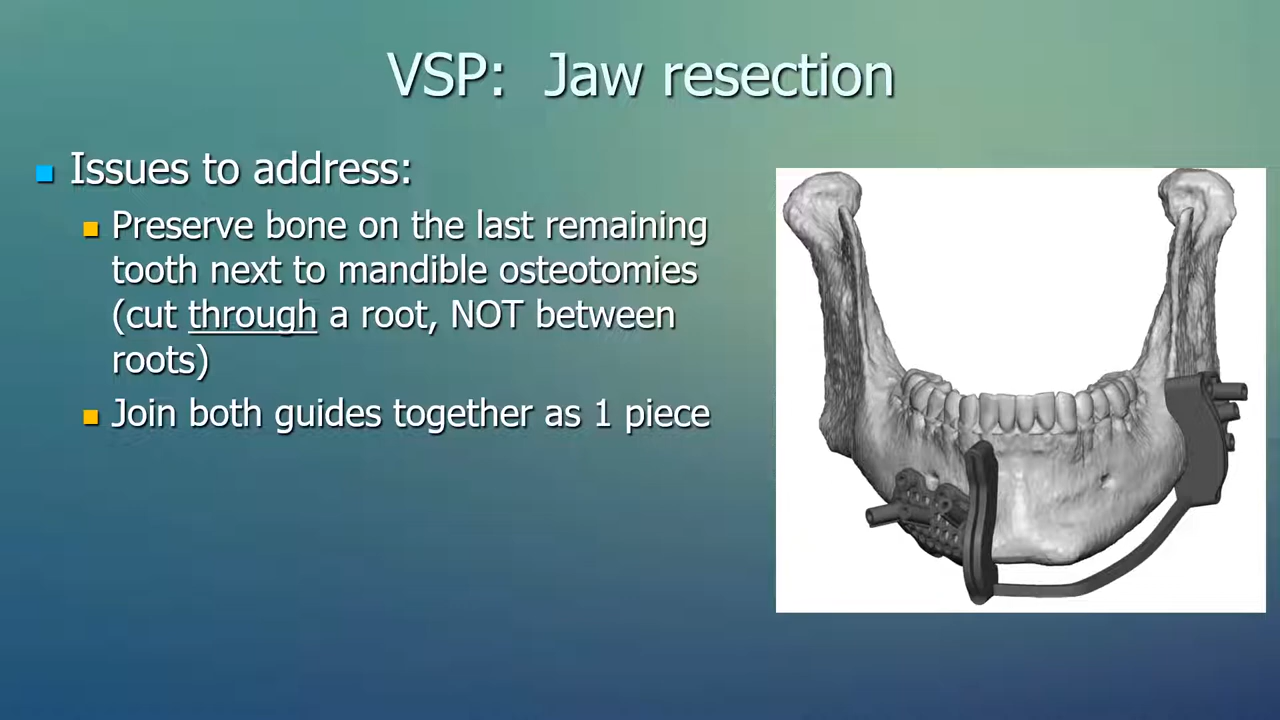 VSP: Jaw resection
Issues to address:
Preserve bone on the last remaining
tooth next to mandible osteotomies
(cut through a root, NOT between
roots)
Join both guides together as 1 piece